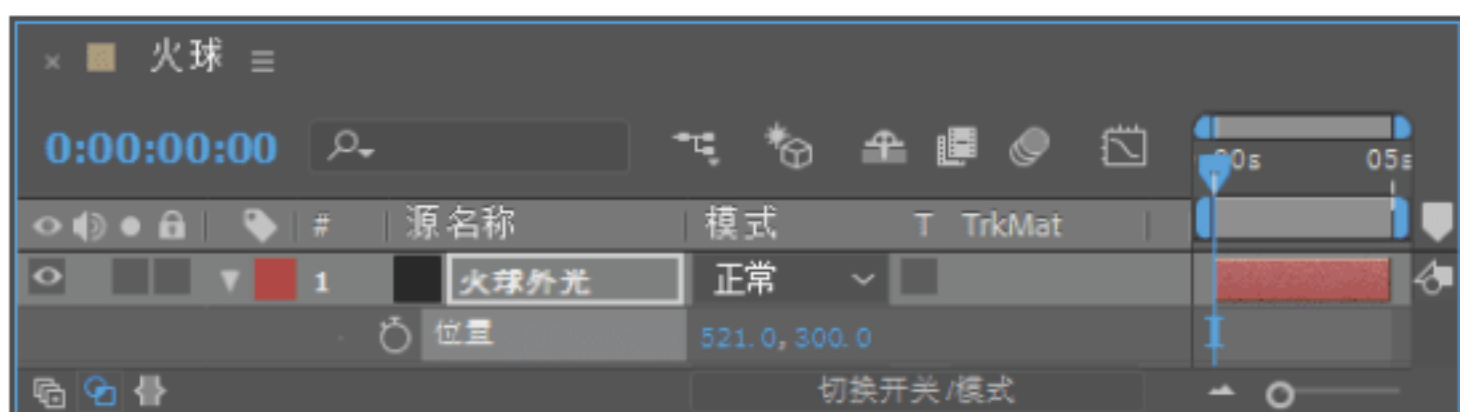 火球
0:00:00:00
00s 05s
# 源名称 模式 T TrkMat
1 火球外光 正常
位置 521.0, 300.0
切换开关/模式